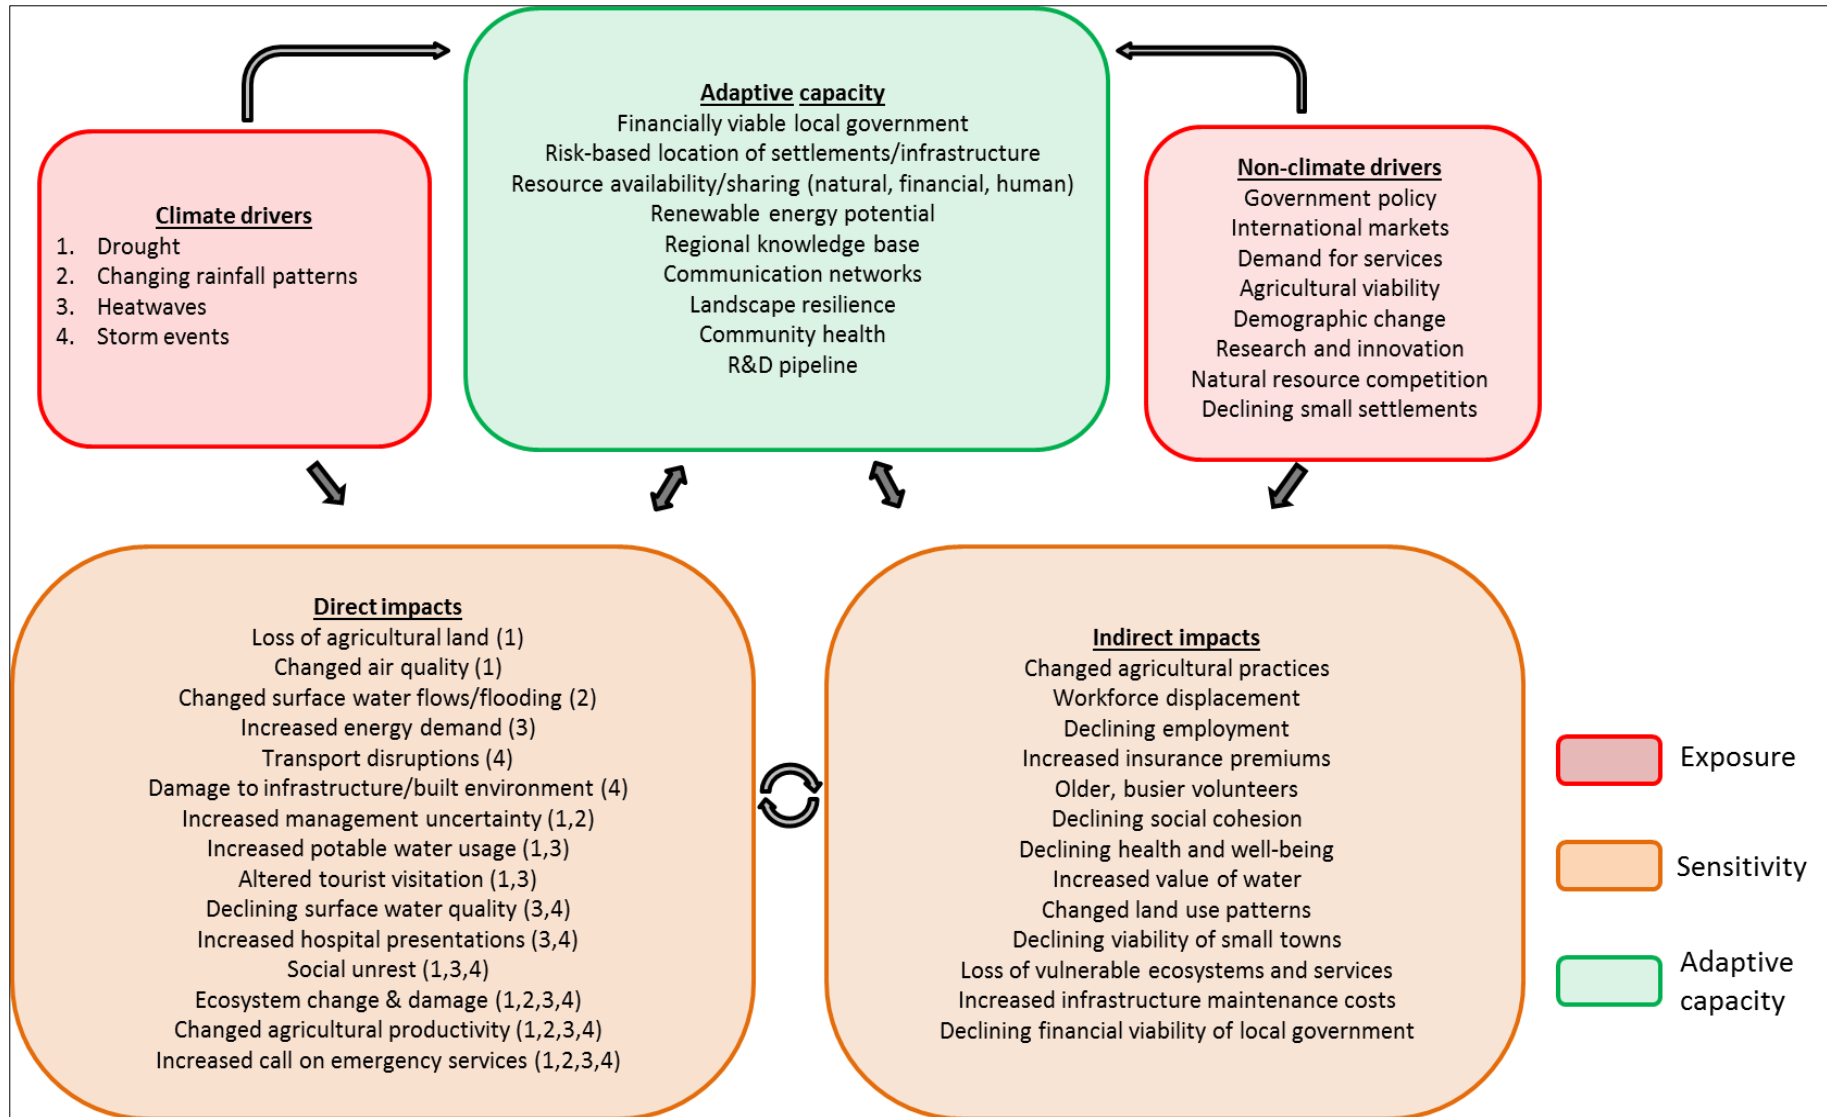 Adaptive capacity
Financially viable local government
Risk-based location of settlements/infrastructure
Resource availability/sharing (natural, financial, human)
Renewable energy potential
Regional knowledge base
Communication networks
Landscape resilience
Community health
R&D pipeline
Climate drivers
1. Drought
2. Changing rainfall patterns
3. Heatwaves
4. Storm events
Non-climate drivers
Government policy
International markets
Demand for services
Agricultural viability
Demographic change
Research and innovation
Natural resource competition
Declining small settlements
Direct impacts
Loss of agricultural land (1)
Changed air quality (1)
Changed surface water flows/flooding (2)
Increased energy demand (3)
Transport disruptions (4)
Damage to infrastructure/built environment (4)
Increased management uncertainty (1,2)
Increased potable water usage (1,3)
Altered tourist visitation (1,3)
Declining surface water quality (3,4)
Increased hospital presentations (3,4)
Social unrest (1,3,4)
Ecosystem change & damage (1,2,3,4)
Changed agricultural productivity (1,2,3,4)
Increased call on emergency services (1,2,3,4)
Indirect impacts
Changed agricultural practices
Workforce displacement
Declining employment
Increased insurance premiums
Older, busier volunteers
Declining social cohesion
Declining health and well-being
Increased value of water
Changed land use patterns
Declining viability of small towns
Loss of vulnerable ecosystems and services
Increased infrastructure maintenance costs
Declining financial viability of local government
Exposure
Sensitivity
Adaptive
capacity